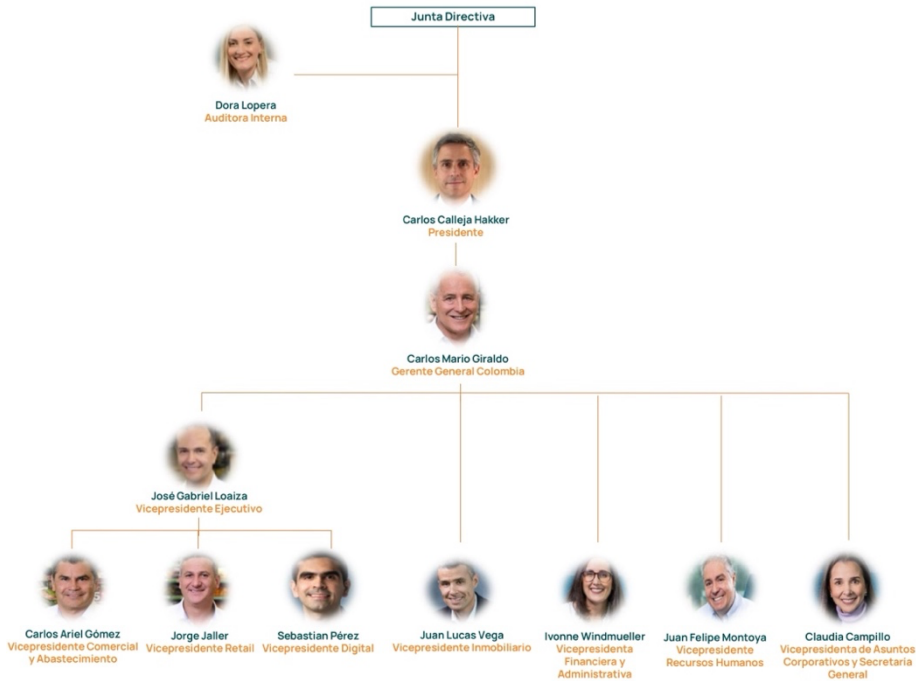 Junta Directiva
Dora Lopera
Auditora Interna
Carlos Calleja Hakker
Presidente
Carlos Mario Giraldo
Gerente General Colombia
José Gabriel Loaiza
Vicepresidente Ejecutivo
Carlos Ariel Gómez
Vicepresidente Comercial
y Abastecimiento
Jorge Jaller
Vicepresidente Retail
Sebastian Pérez
Vicepresidente Digital
Juan Lucas Vega
Vicepresidente Inmobiliario
Ivonne Windmueller
Vicepresidenta
Financiera y
Administrativa
Juan Felipe Montoya
Vicepresidente
Recursos Humanos
Claudia Campillo
Vicepresidenta de Asuntos
Corporativos y Secretaria
General